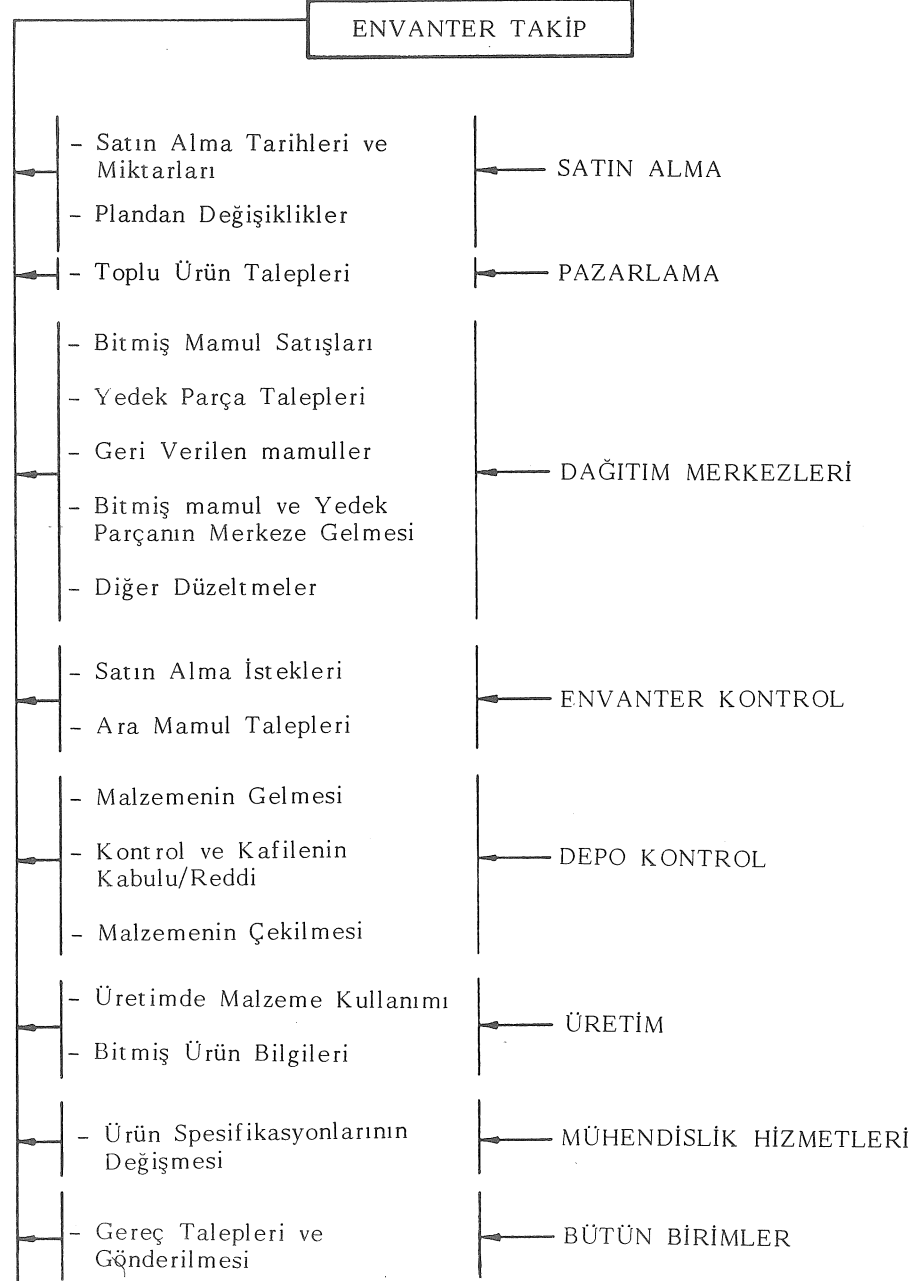 ENVANTER TAKİP
- Satın Alma Tarihleri ve
Miktarları
- Plandan Değişiklikler
SATIN ALMA
- Toplu Ürün Talepleri
PAZARLAMA
- Bitmiş Mamul Satışları
- Yedek Parça Talepleri
- Geri Verilen mamuller
- Bitmiş mamul ve Yedek
Parçanın Merkeze Gelmesi
- Diğer Düzeltmeler
DAĞITIM MERKEZLERİ
- Satın Alma İstekleri
- Ara Mamul Talepleri
ENVANTER KONTROL
- Malzemenin Gelmesi
- Kontrol ve Kafilenin
Kabulu/Reddi
- Malzemenin Çekilmesi
DEPO KONTROL
- Üretimde Malzeme Kullanımı
- Bitmiş Ürün Bilgileri
ÜRETİM
- Ürün Spesifikasyonlarının
Değişmesi
MÜHENDİSLİK HİZMETLERİ
- Gereç Talepleri ve
Gönderilmesi
BÜTÜN BİRİMLER